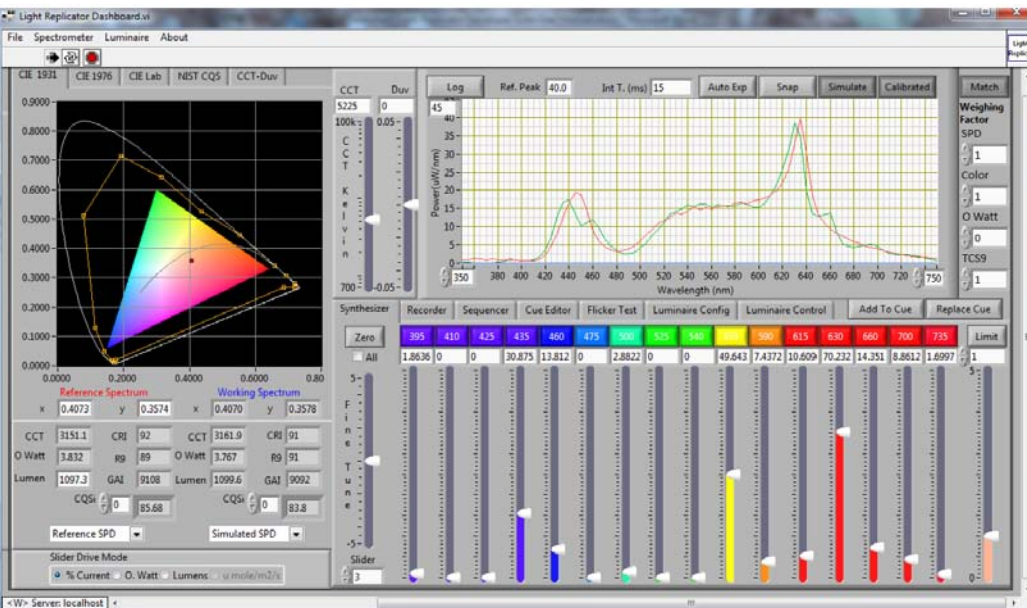 Light Replicator Dashboard.vi
File Spectrometer Luminaire About
CIE 1931 CIE 1976 CIE Lab NIST CQS CCT-Duv
0.9000
0.8000
0.7000
0.6000
0.5000
0.4000
0.3000
0.2000
0.1000
0.0000
0.0000 0.2000 0.4000 0.6000 0.80
Reference Spectrum Working Spectrum
x 0.4073 y 0.3574 x 0.4070 y 0.3578
CCT 3151.1 CRI 92 CCT 3161.9 CRI 91
O Watt 3.832 R9 89 O Watt 3.767 R9 91
Lumen 1097.3 GAI 9108 Lumen 1099.6 GAI 9092
CQSi 0 85.68 CQSi 0 83.8
Reference SPD Simulated SPD
Slider Drive Mode
% Current O. Watt Lumens u mole/m2/s
<W> Server: localhost
CCT Duv
5225 0
100k 0.05
CCT Kelvin
700 -0.05
Log Ref. Peak 40.0 Int T. (ms) 15 Auto Exp Snap Simulate Calibrated
45
40
35
30
25
20
15
10
5
0
Power(uW/nm)
350 380 400 420 440 460 480 500 520 540 560 580 600 620 640 660 680 700 720 750
Wavelength (nm)
Match
Weighing
Factor
SPD
1
Color
1
O Watt
0
TCS9
1
Synthesizer Recorder Sequencer Cue Editor Flicker Test Luminaire Config Luminaire Control Add To Cue Replace Cue
Zero 395 410 425 435 460 475 500 525 540 590 615 630 660 700 735 Limit
All 1.8636 0 0 30.875 13.812 0 2.8822 0 0 49.643 7.4372 10.609 70.232 14.351 8.8612 1.6997 1
5 5
Fine Tune
-5 0
Slider
3